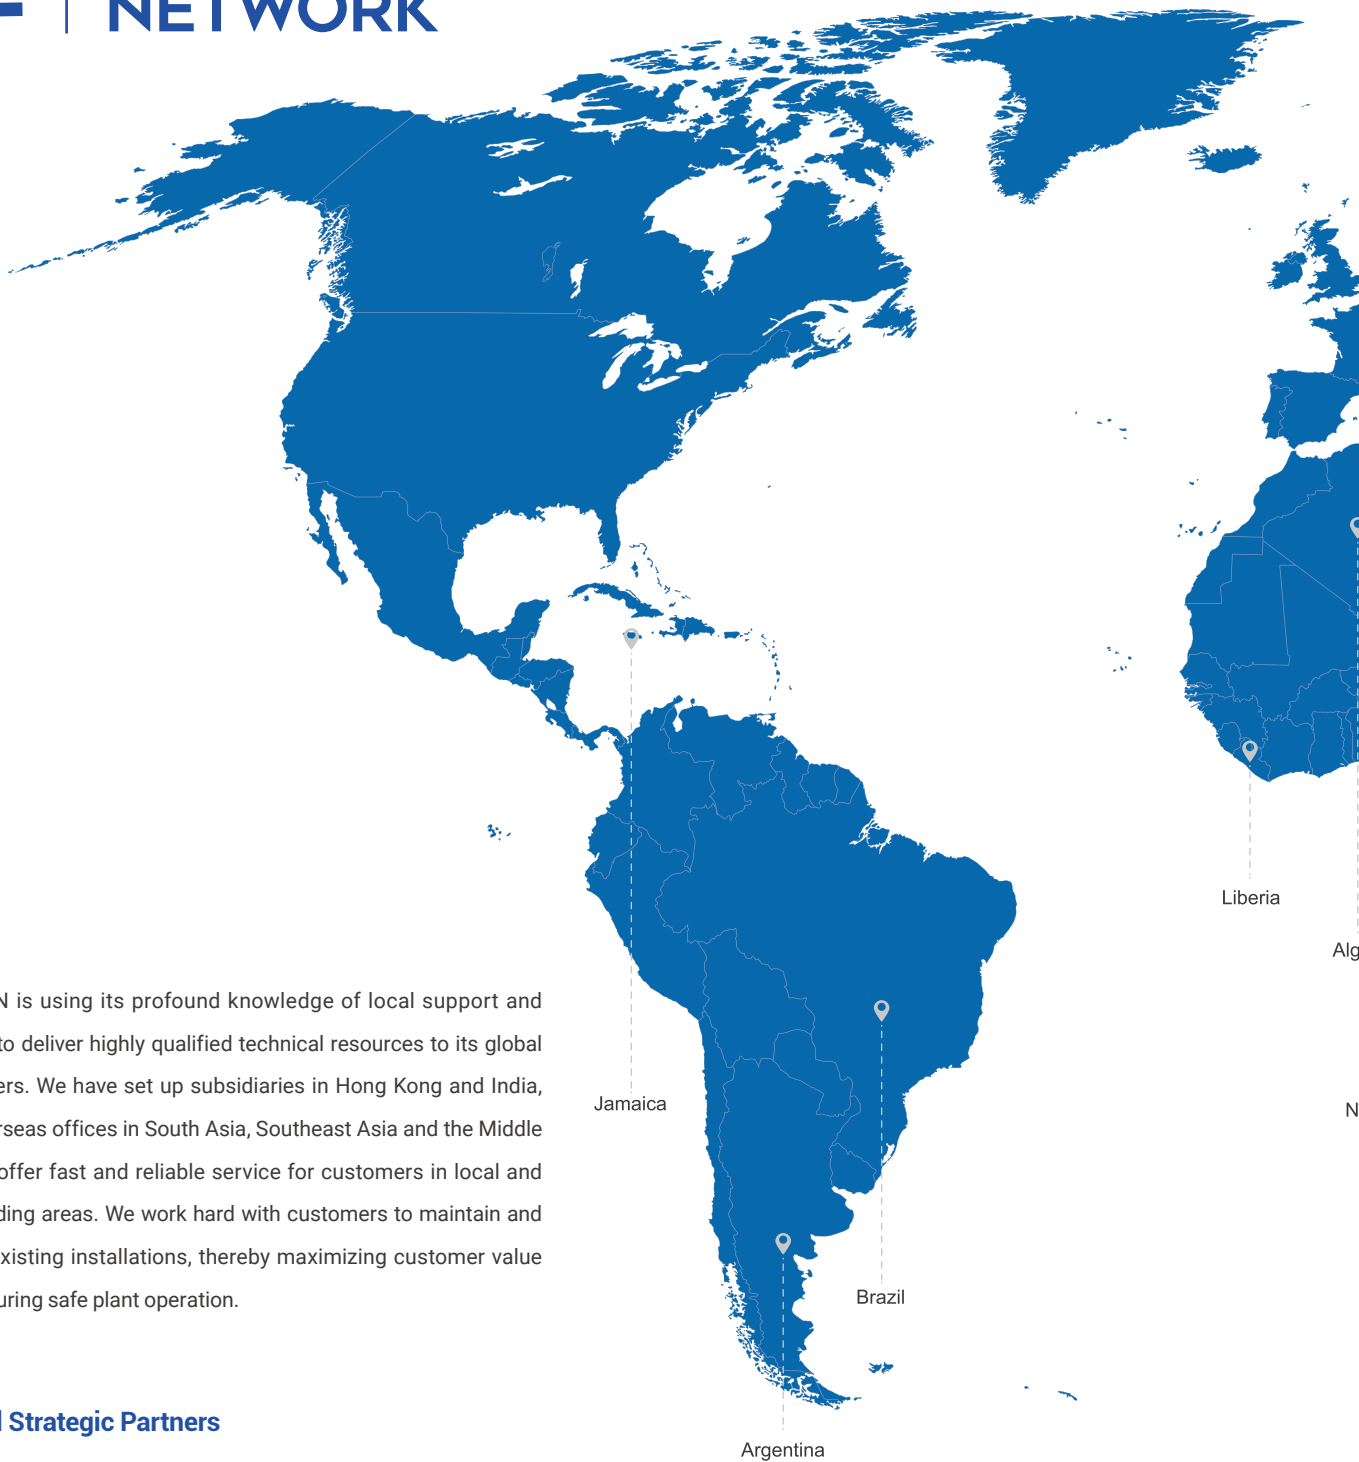 NETWORK
Liberia
Alg
N is using its profound knowledge of local support and
to deliver highly qualified technical resources to its global
ers. We have set up subsidiaries in Hong Kong and India,
Jamaica
N
rseas offices in South Asia, Southeast Asia and the Middle
offer fast and reliable service for customers in local and
ding areas. We work hard with customers to maintain and
xisting installations, thereby maximizing customer value
uring safe plant operation.
Brazil
Strategic Partners
Argentina